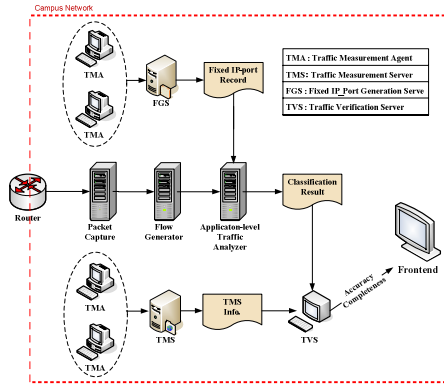 Campus Network
TMA
TMA
FGS
Fixed IP-port
Record
TMA : Traffic Measurement Agent
TMS: Traffic Measurement Server
FGS : Fixed IP_Port Generation Serve
TVS : Traffic Verification Server
Router
Packet
Capture
Flow
Generator
Applicaton-level
Traffic
Analyzer
Classification
Result
Frontend
Accuracy
Completeness
TMA
TMA
TMS
TMS
Info.
TVS